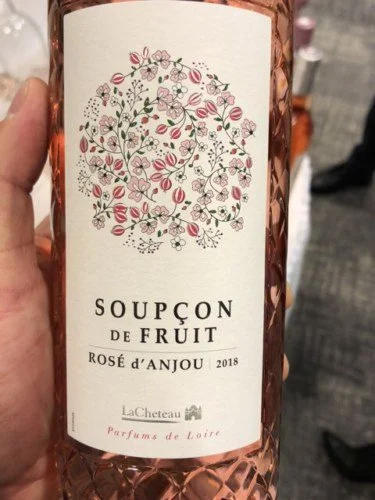 SOUPÇON
DE FRUIT
ROSÉ d'ANJOU | 2018
LaCheteau
Parfums de Loire